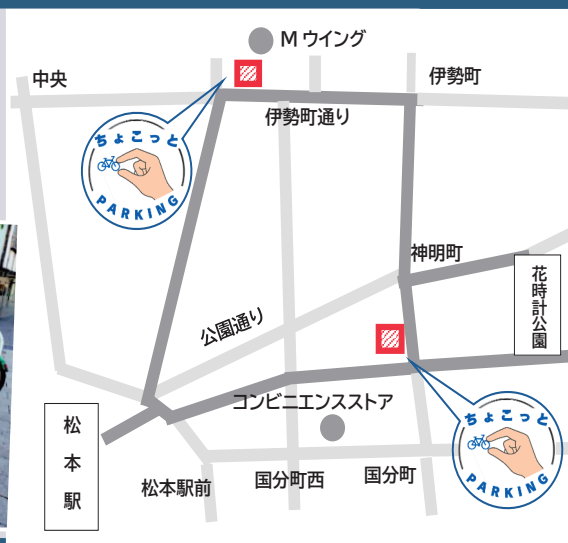 M ウイング
中央
伊勢町
伊勢町通り
ちょこっと
PARKING
神明町
花時計公園
公園通り
コンビニエンスストア
ちょこっと
PARKING
松本駅
松本駅前
国分町西
国分町